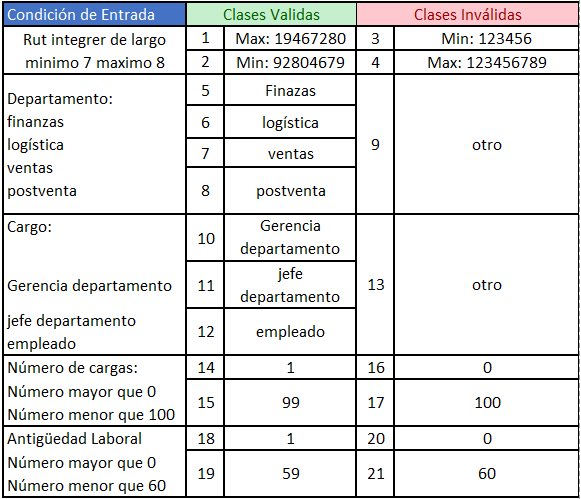 Condición de Entrada
Clases Validas
Clases Inválidas
Rut integrer de largo
minimo 7 maximo 8
1
Max: 19467280
3
Min: 123456
2
Min: 92804679
4
Max: 123456789
Departamento:
finanzas
logística
ventas
postventa
5
Finazas
6
logística
7
ventas
8
postventa
9
otro
Cargo:
Gerencia departamento
jefe departamento
empleado
10
Gerencia
departamento
11
jefe
departamento
12
empleado
13
otro
Número de cargas:
Número mayor que 0
Número menor que 100
14
1
16
0
15
99
17
100
Antigüedad Laboral
Número mayor que 0
Número menor que 60
18
1
20
0
19
59
21
60